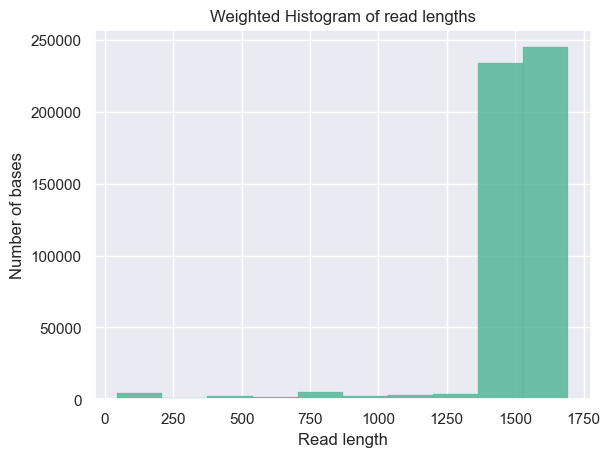 Weighted Histogram of read lengths
250000
200000
150000
100000
50000
0
Number of bases
0 250 500 750 1000 1250 1500 1750
Read length